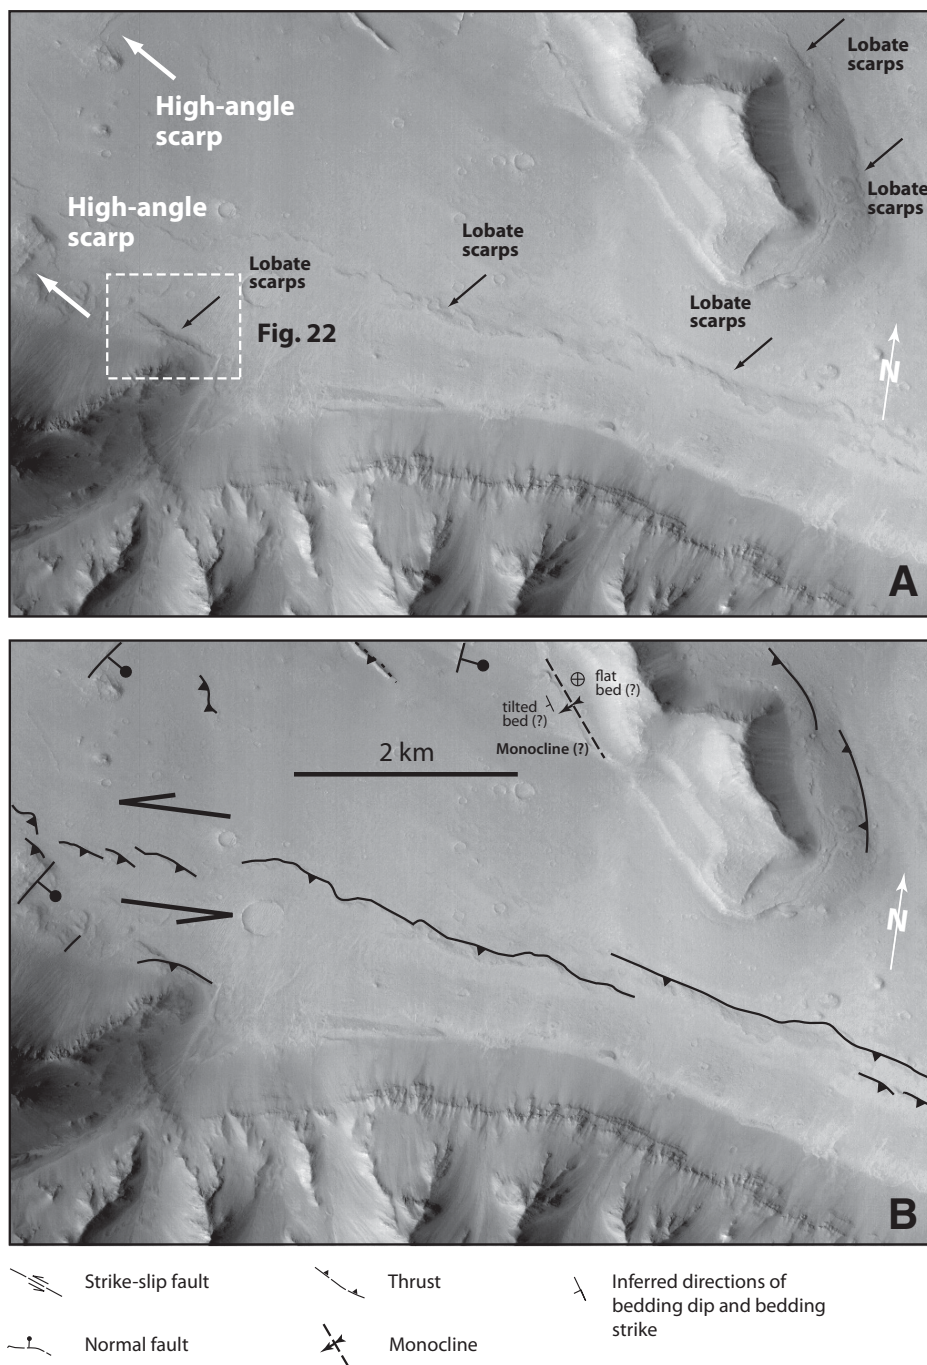 Lobate
scarps
High-angle
scarp
Lobate
scarps
High-angle
scarp
Lobate
scarps
Lobate
scarps
Fig. 22
Lobate
scarps
N
A
flat
bed (?)
tilted
bed (?)
Monocline (?)
2 km
N
B
Strike-slip fault
Thrust
Inferred directions of
bedding dip and bedding
strike
Normal fault
Monocline